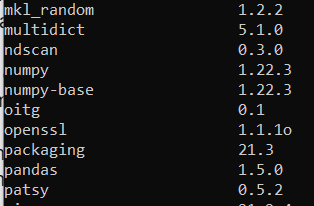 mkl_random 1.2.2
multidict 5.1.0
ndscan 0.3.0
numpy 1.22.3
numpy-base 1.22.3
oitg 0.1
openssl 1.1.1o
packaging 21.3
pandas 1.5.0
patsy 0.5.2